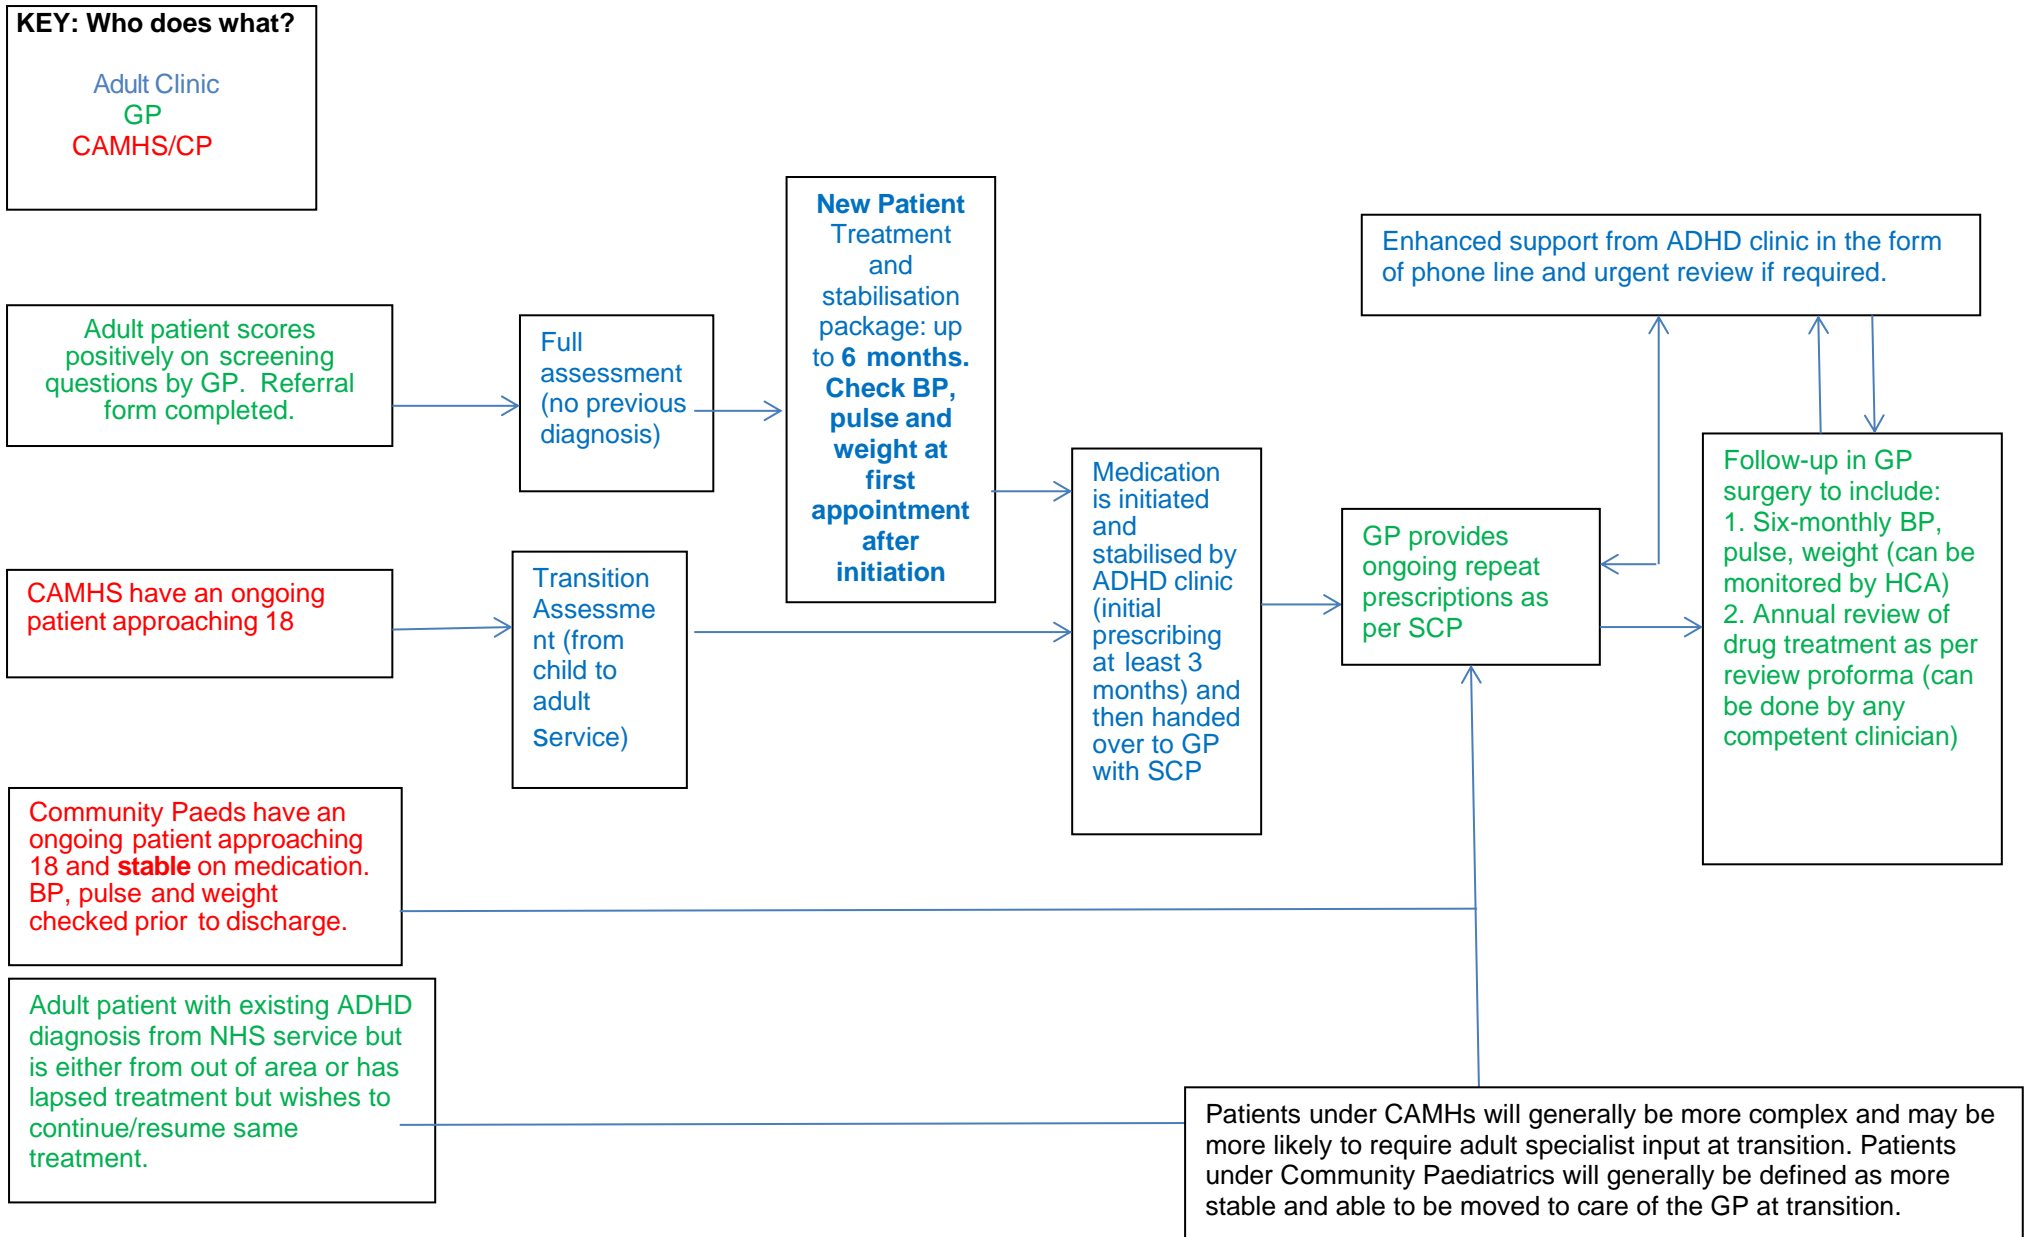 KEY: Who does what?
Adult Clinic
GP
CAMHS/CP
Adult patient scores
positively on screening
questions by GP. Referral
form completed.
Full
assessment
(no previous
diagnosis)
New Patient
Treatment
and
stabilisation
package: up
to 6 months.
Check BP,
pulse and
weight at
first
appointment
after
initiation
Enhanced support from ADHD clinic in the form
of phone line and urgent review if required.
CAMHS have an ongoing
patient approaching 18
Transition
Assessme
nt (from
child to
adult
service)
Medication
is initiated
and
stabilised by
ADHD clinic
(initial
prescribing
at least 3
months) and
then handed
over to GP
with SCP
GP provides
ongoing repeat
prescriptions as
per SCP
Follow-up in GP
surgery to include:
1. Six-monthly BP,
pulse, weight (can be
monitored by HCA)
2. Annual review of
drug treatment as per
review proforma (can
be done by any
competent clinician)
Community Paeds have an
ongoing patient approaching
18 and stable on medication.
BP, pulse and weight
checked prior to discharge.
Adult patient with existing ADHD
diagnosis from NHS service but
is either from out of area or has
lapsed treatment but wishes to
continue/resume same
treatment.
Patients under CAMHs will generally be more complex and may be
more likely to require adult specialist input at transition. Patients
under Community Paediatrics will generally be defined as more
stable and able to be moved to care of the GP at transition.